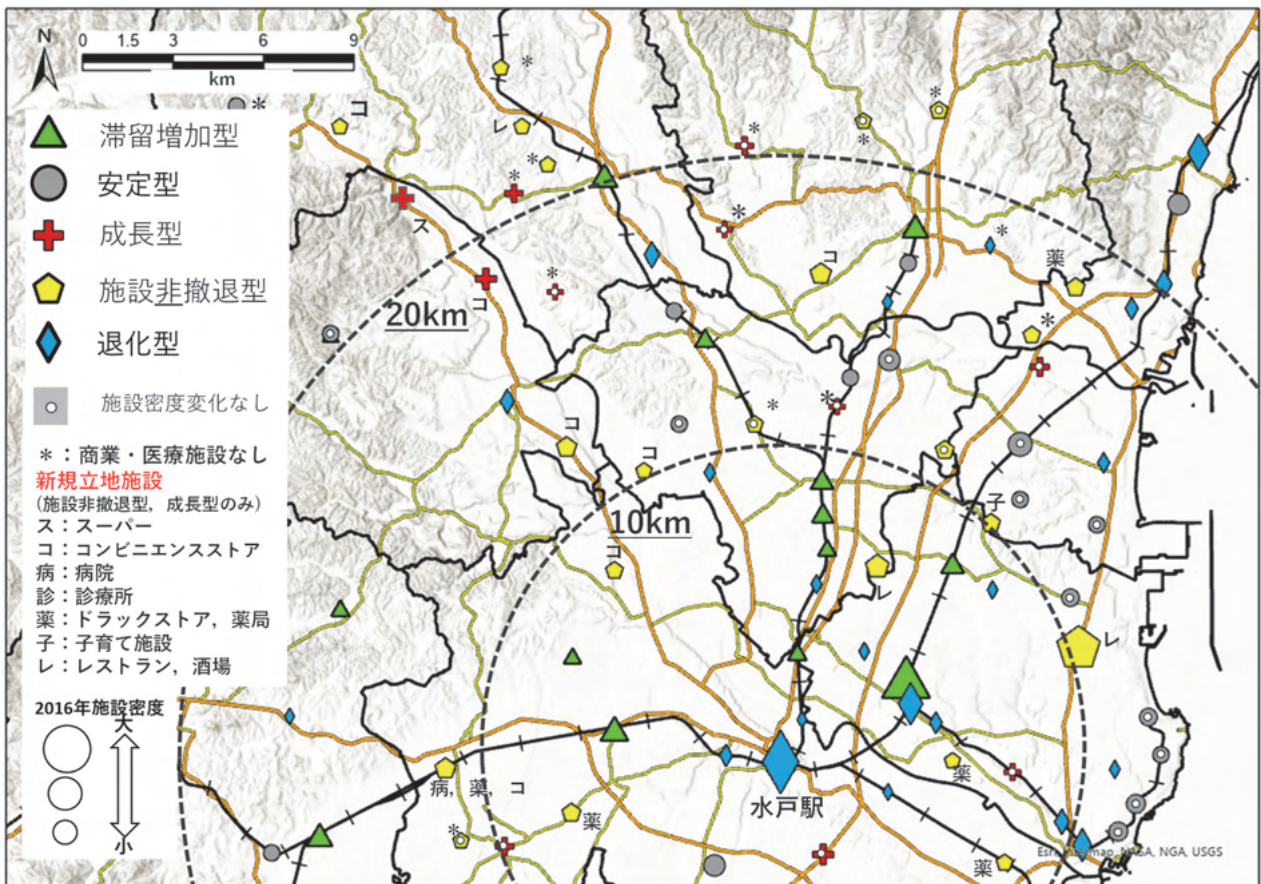 N
0 1.5 3 6 9
km
滞留増加型
安定型
成長型
施設非撤退型
退化型
施設密度変化なし
*：商業・医療施設なし
新規立地施設
(施設非撤退型，成長型のみ)
ス：スーパー
コ：コンビニエンスストア
病：病院
診：診療所
薬：ドラックストア，薬局
子：子育て施設
レ：レストラン，酒場
2016年施設密度
大
小
*
*
コ
レ
*
*
*
*
*
*
ス
*
コ
*
薬
*
コ
*
20km
*
*
コ
コ
10km
子
コ
レ
レ
病，薬，コ
薬
水戸駅
薬
*
薬
NASA, NGA, USGS